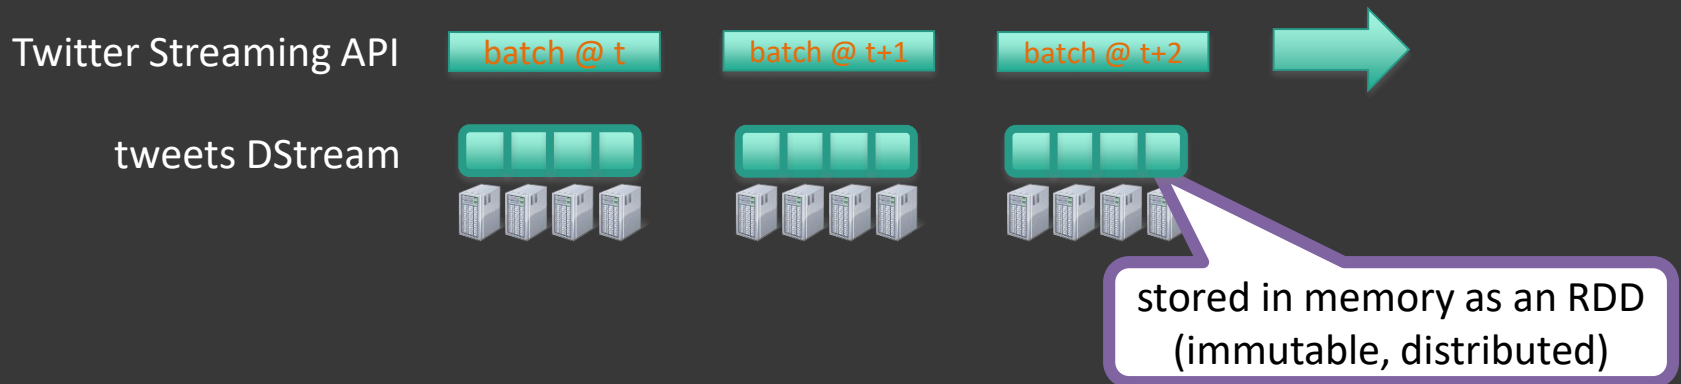 Twitter Streaming API
batch @ t
batch @ t+1
batch @ t+2
tweets DStream
stored in memory as an RDD
(immutable, distributed)